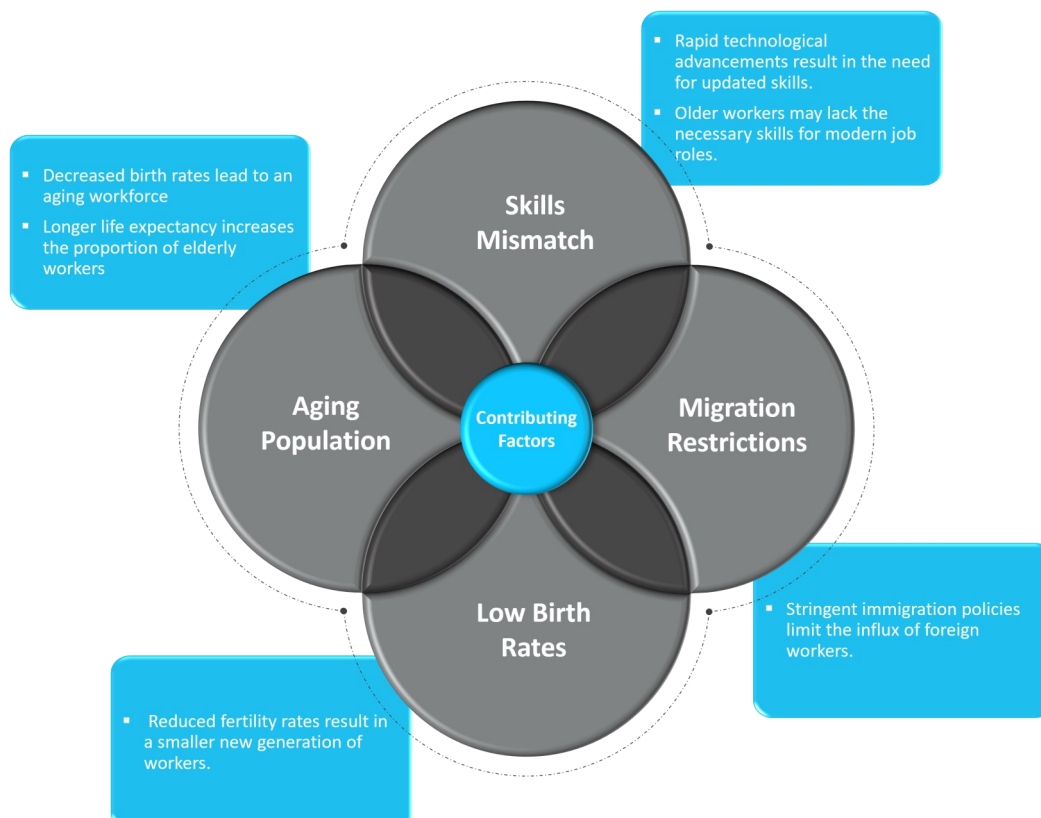 ▪ Rapid technological
advancements result in the need
for updated skills.
▪ Older workers may lack the
necessary skills for modern job
roles.
▪ Decreased birth rates lead to an
aging workforce
▪ Longer life expectancy increases
the proportion of elderly
workers
Skills
Mismatch
Aging
Population
Contributing
Factors
Migration
Restrictions
Low Birth
Rates
▪ Stringent immigration policies
limit the influx of foreign
workers.
▪ Reduced fertility rates result in
a smaller new generation of
workers.